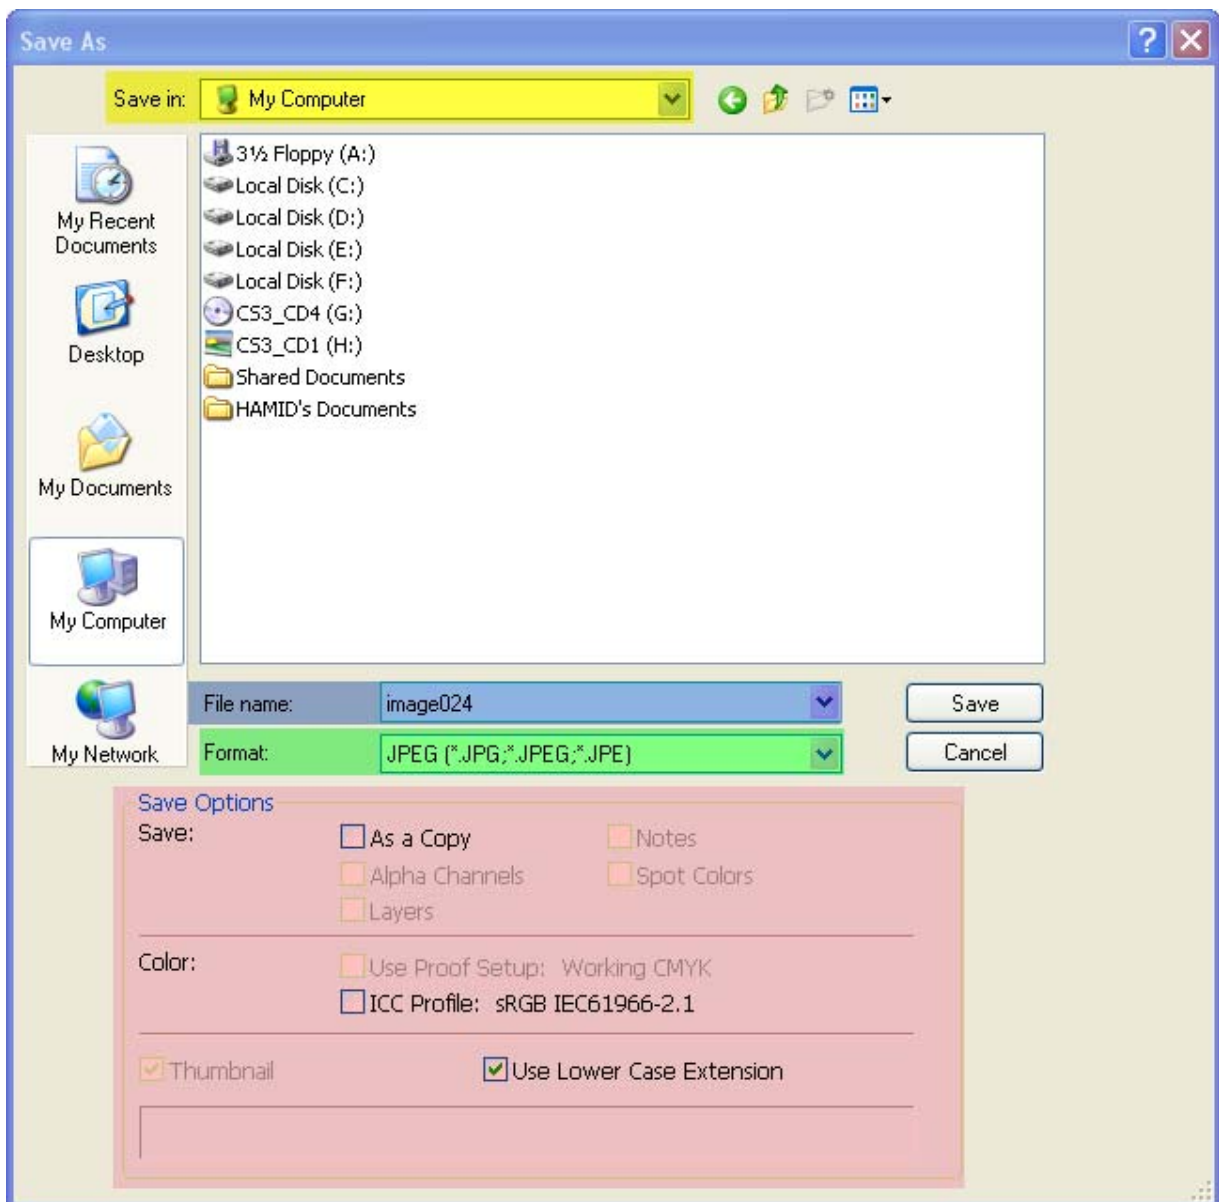 Save As
Save in: My Computer
3½ Floppy (A:)
Local Disk (C:)
Local Disk (D:)
Local Disk (E:)
Local Disk (F:)
CS3_CD4 (G:)
CS3_CD1 (H:)
Shared Documents
HAMID's Documents
My Recent
Documents
Desktop
My Documents
My Computer
My Network
File name: image024 Save
Format: JPEG (*.JPG;*.JPEG;*.JPE) Cancel
Save Options
Save: As a Copy Notes
Alpha Channels Spot Colors
Layers
Color: Use Proof Setup: Working CMYK
ICC Profile: sRGB IEC61966-2.1
Thumbnail Use Lower Case Extension